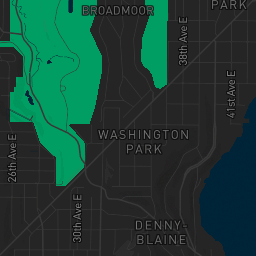 BROADMOOR
PARK
38th Ave E
41st Ave E
WASHINGTON
PARK
26th Ave E
30th Ave E
DENNY-
BLAINE